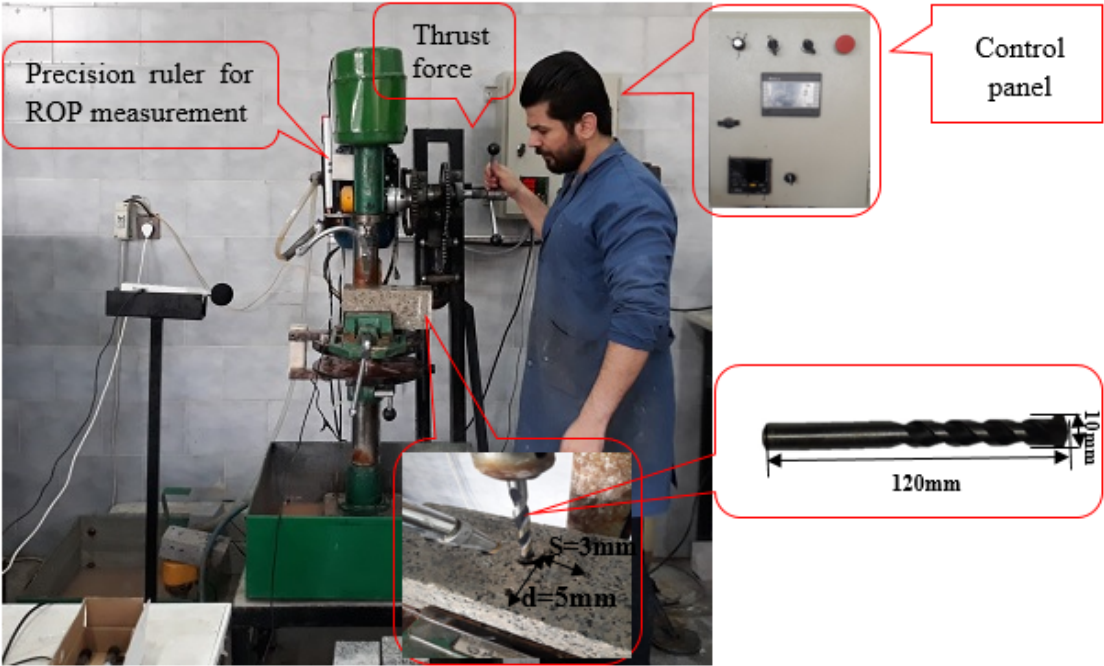 Precision ruler for
ROP measurement
Thrust
force
Control
panel
10mm
120mm
S=3mm
d=5mm